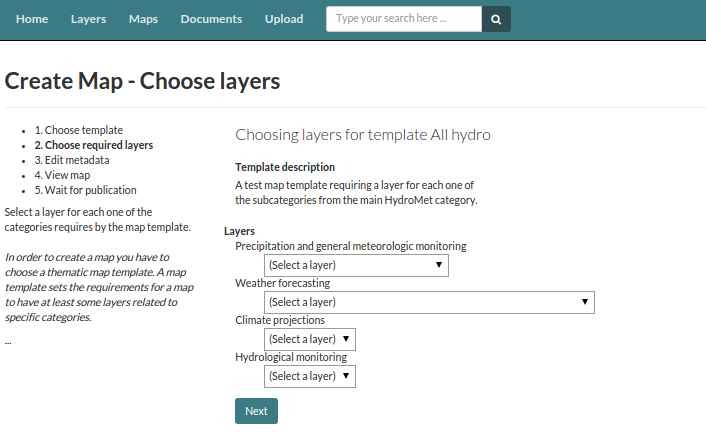 Home Layers Maps Documents Upload Type your search here ...
Create Map - Choose layers
1. Choose template
2. Choose required layers
3. Edit metadata
4. View map
5. Wait for publication
Select a layer for each one of the
categories requires by the map template.
In order to create a map you have to
choose a thematic map template. A map
template sets the requirements for a map
to have at least some layers related to
specific categories.
...
Choosing layers for template All hydro
Template description
A test map template requiring a layer for each one of
the subcategories from the main HydroMet category.
Layers
Precipitation and general meteorologic monitoring
(Select a layer)
Weather forecasting
(Select a layer)
Climate projections
(Select a layer)
Hydrological monitoring
(Select a layer)
Next